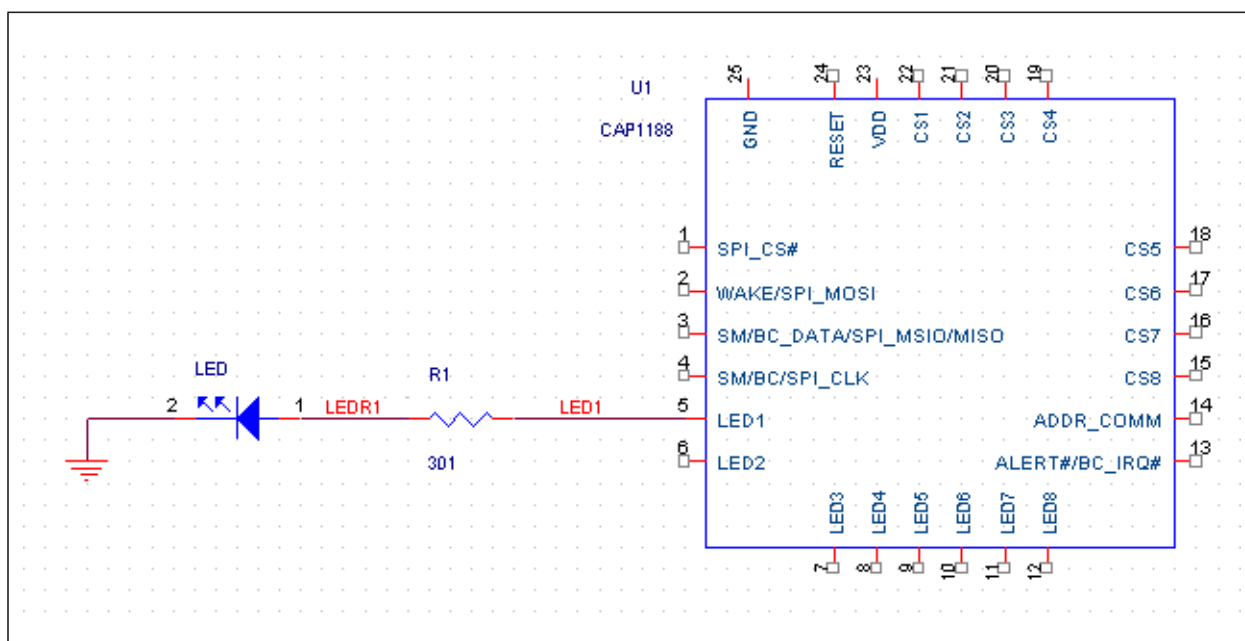 U1
CAP1188
25
24
23
22
21
20
19
GND
RESET
VDD
CS1
CS2
CS3
CS4
1
SPI_CS#
CS5
18
2
WAKE/SPI_MOSI
CS6
17
3
SM/BC_DATA/SPI_MSIO/MISO
CS7
16
4
SM/BC/SPI_CLK
CS8
15
LED
R1
2
1
LEDR1
LED1
5
LED1
ADDR_COMM
14
301
6
LED2
ALERT#/BC_IRQ#
13
LED3
LED4
LED5
LED6
LED7
LED8
7
8
9
10
11
12